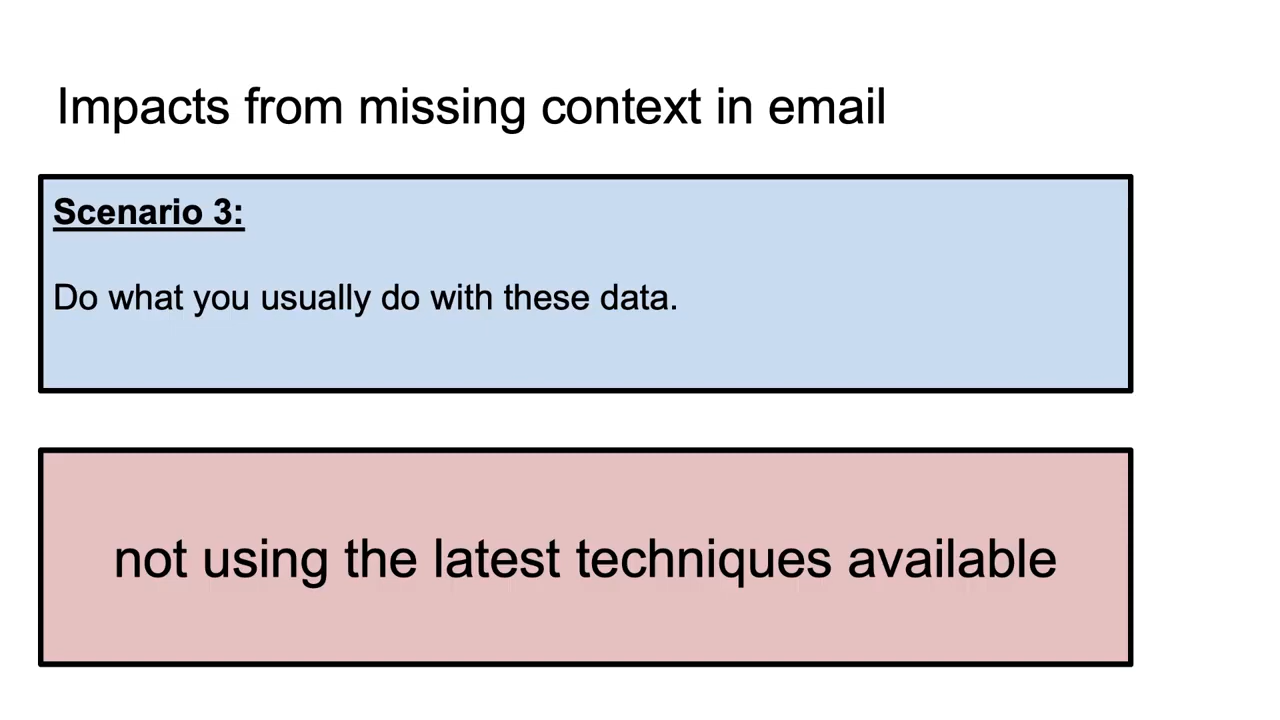 Impacts from missing context in email
Scenario 3:
Do what you usually do with these data.
not using the latest techniques available